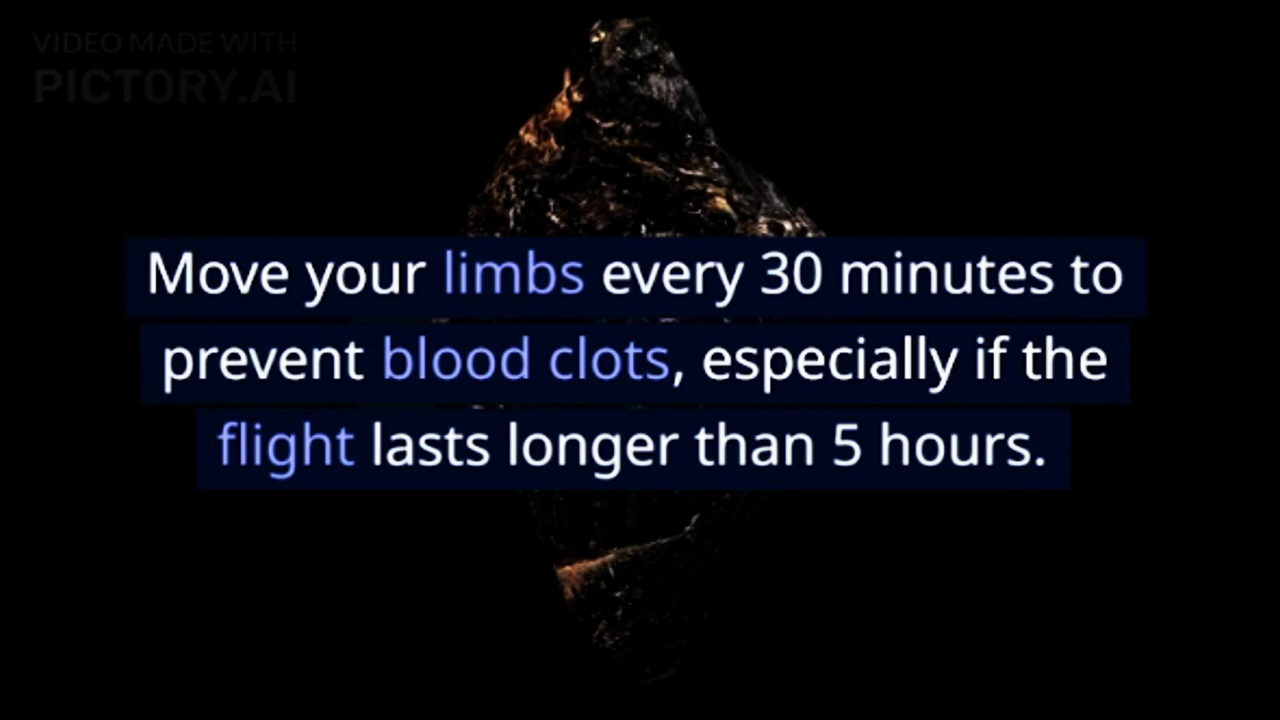 VIDEO MADE WITH
PICTORY.AI
Move your limbs every 30 minutes to
prevent blood clots, especially if the
flight lasts longer than 5 hours.